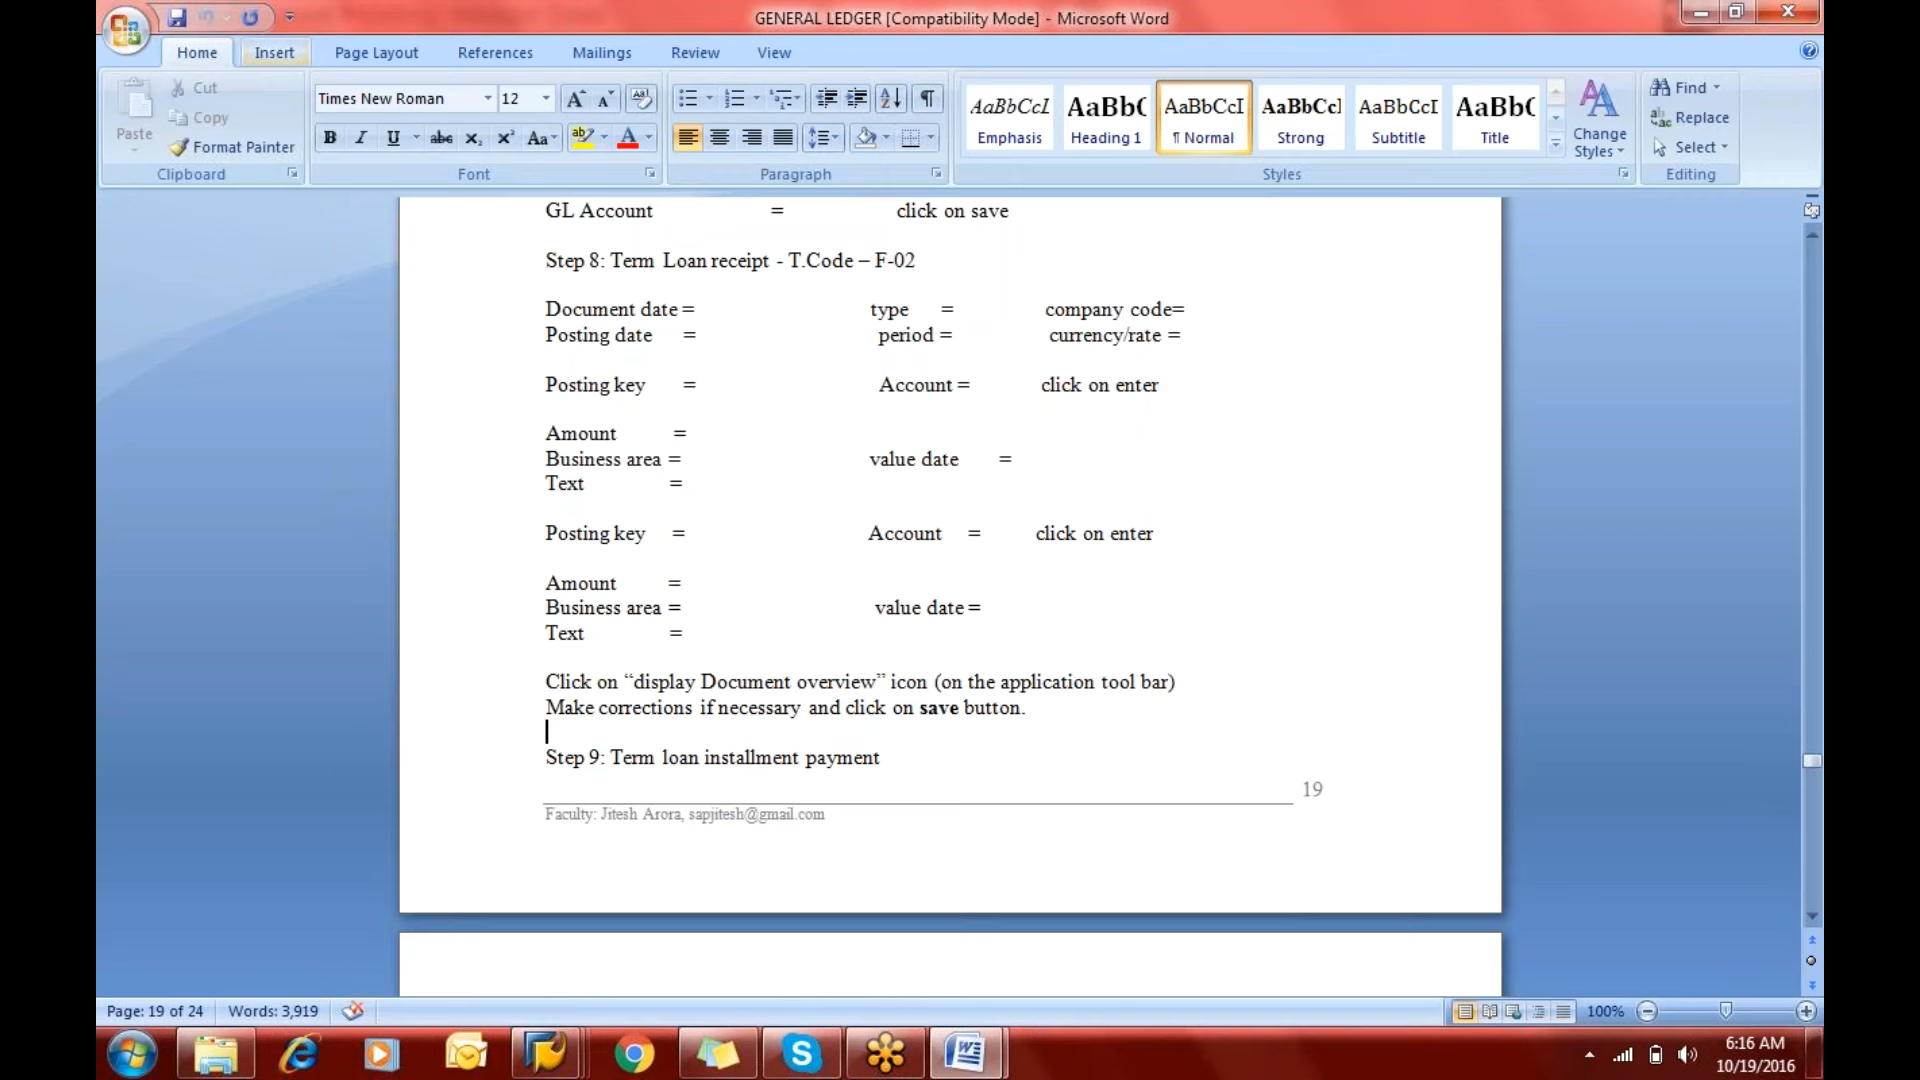 GENERAL LEDGER [Compatibility Mode] - Microsoft Word
Home Insert Page Layout References Mailings Review View
Paste
Cut
Copy
Format Painter
Clipboard
Times New Roman 12
Font
Paragraph
AaBbCcI AaBbC AaBbCcI AaBbCcI AaBbCcI AaBbC
Emphasis Heading 1 ¶ Normal Strong Subtitle Title
Change Styles
Styles
Find
Replace
Select
Editing
GL Account = click on save
Step 8: Term Loan receipt - T.Code – F-02
Document date = type = company code=
Posting date = period = currency/rate =
Posting key = Account = click on enter
Amount =
Business area = value date =
Text =
Posting key = Account = click on enter
Amount =
Business area = value date =
Text =
Click on “display Document overview” icon (on the application tool bar)
Make corrections if necessary and click on save button.
Step 9: Term loan installment payment
19
Faculty: Jitesh Arora, sapjitesh@gmail.com
Page: 19 of 24 Words: 3,919 100%
6:16 AM
10/19/2016